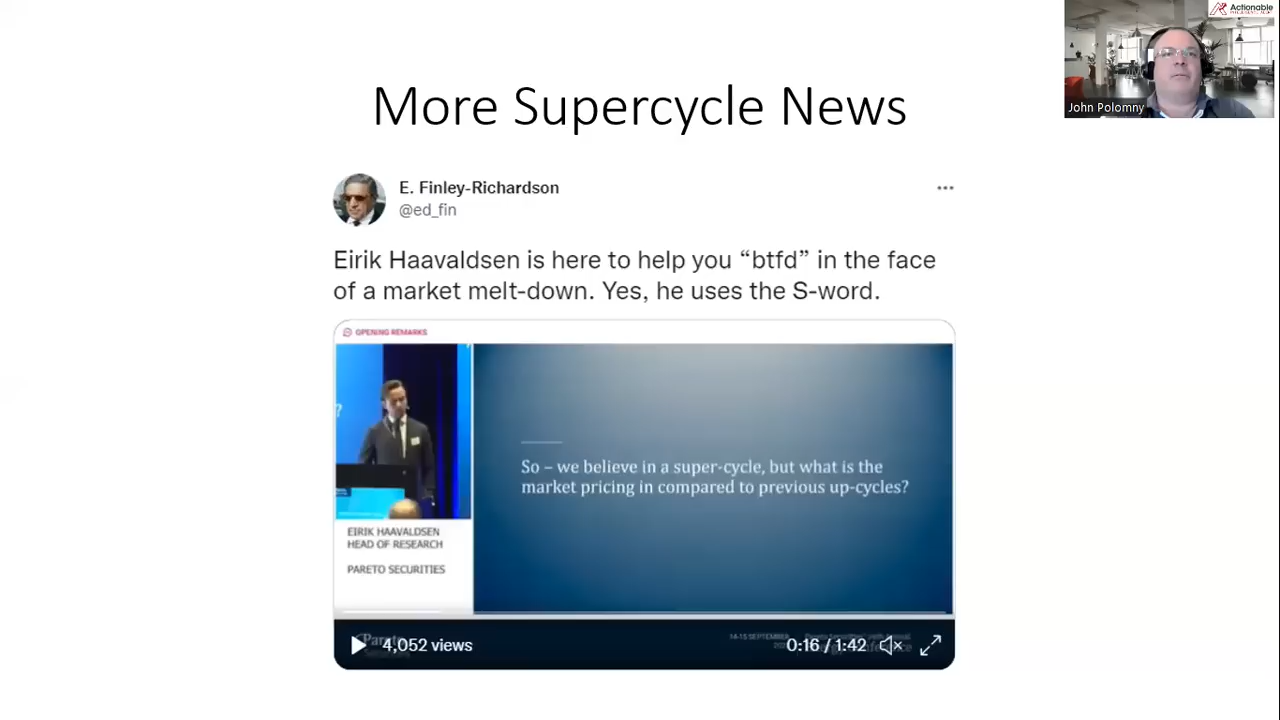 Actionable
John Polomny
More Supercycle News
E. Finley-Richardson
@ed_fin
Eirik Haavaldsen is here to help you “btfd” in the face
of a market melt-down. Yes, he uses the S-word.
OPENING REMARKS
So – we believe in a super-cycle, but what is the
market pricing in compared to previous up-cycles?
EIRIK HAAVALDSEN
HEAD OF RESEARCH
PARETO SECURITIES
4,052 views
14-15 SEPTEMBER
0:16 / 1:42